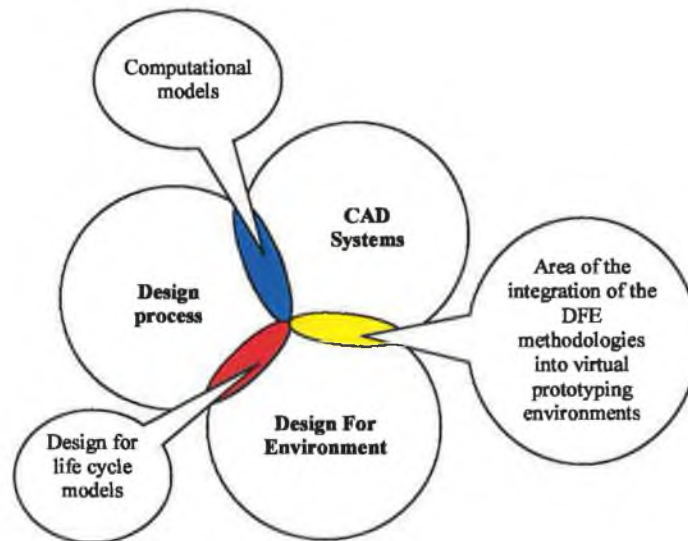 Computational
models
CAD
Systems
Design
process
Area of the
integration of the
DFE
methodologies
into virtual
prototyping
environments
Design For
Environment
Design for
life cycle
models